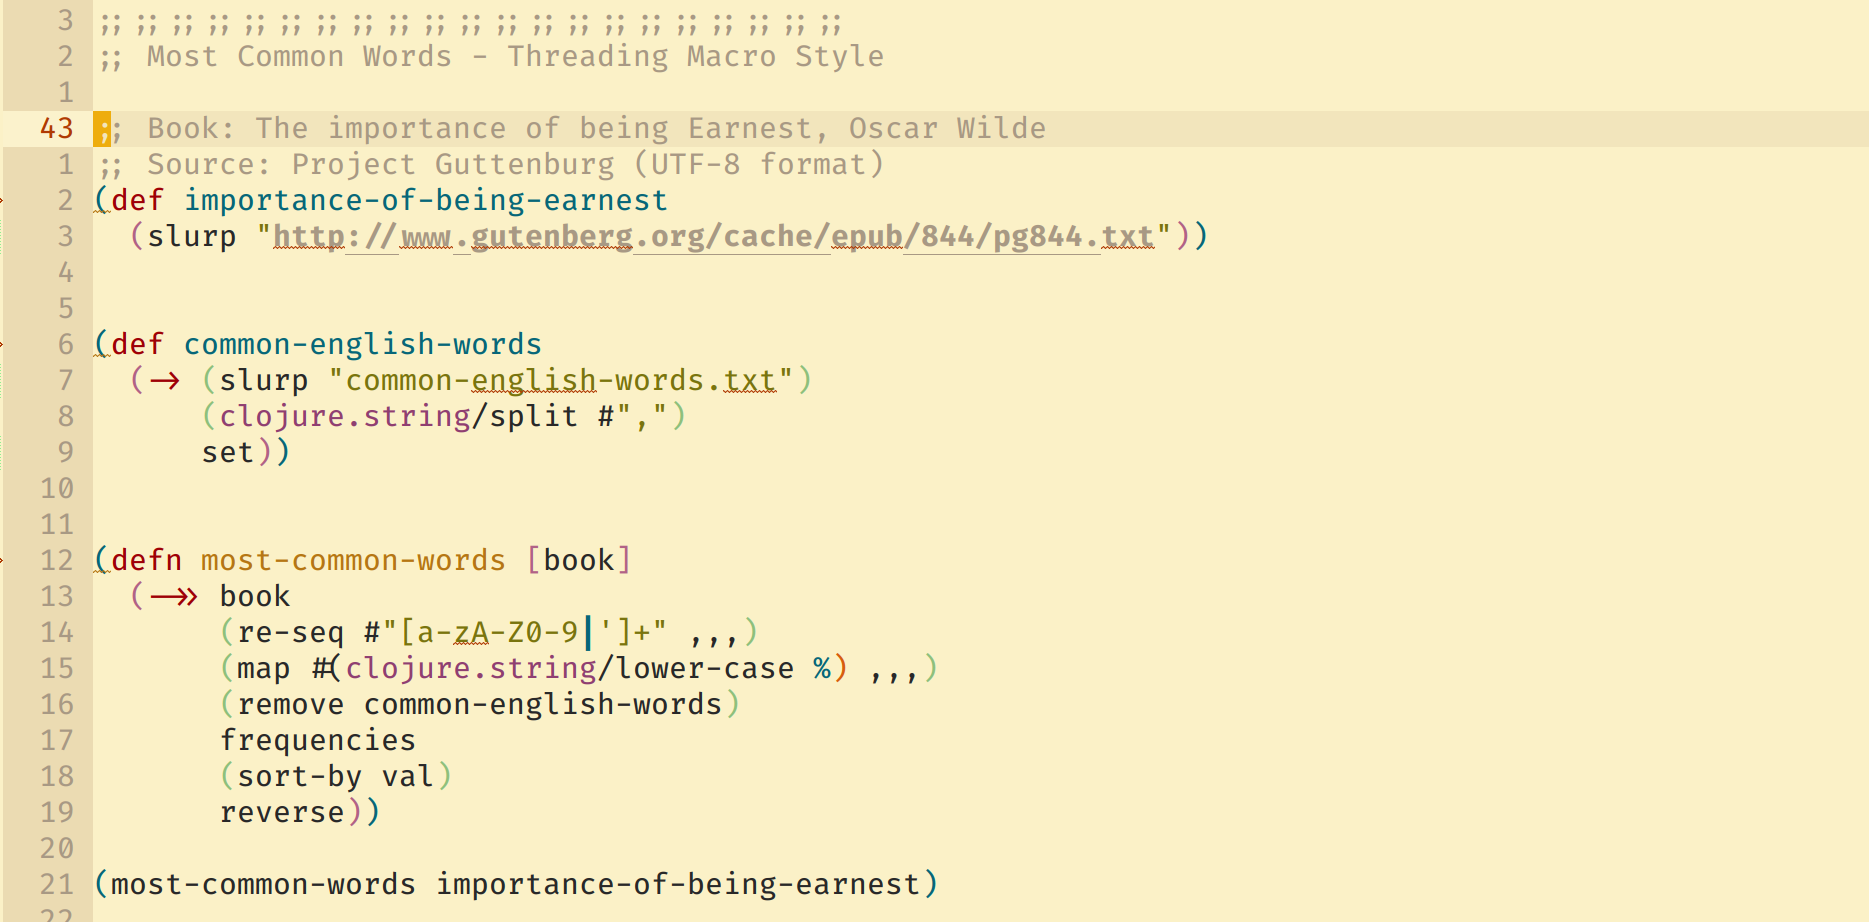 3 ;; ;; ;; ;; ;; ;; ;; ;; ;; ;; ;; ;; ;; ;; ;; ;; ;; ;; ;; ;; ;;
2 ;; Most Common Words - Threading Macro Style
1
43 ;; Book: The importance of being Earnest, Oscar Wilde
1 ;; Source: Project Guttenburg (UTF-8 format)
2 (def importance-of-being-earnest
3   (slurp "http://www.gutenberg.org/cache/epub/844/pg844.txt"))
4
5
6 (def common-english-words
7   (-> (slurp "common-english-words.txt")
8       (clojure.string/split #",")
9       set))
10
11
12 (defn most-common-words [book]
13   (->> book
14        (re-seq #"[a-zA-Z0-9|']+" ,,,)
15        (map #(clojure.string/lower-case %) ,,,)
16        (remove common-english-words)
17        frequencies
18        (sort-by val)
19        reverse))
20
21 (most-common-words importance-of-being-earnest)
22